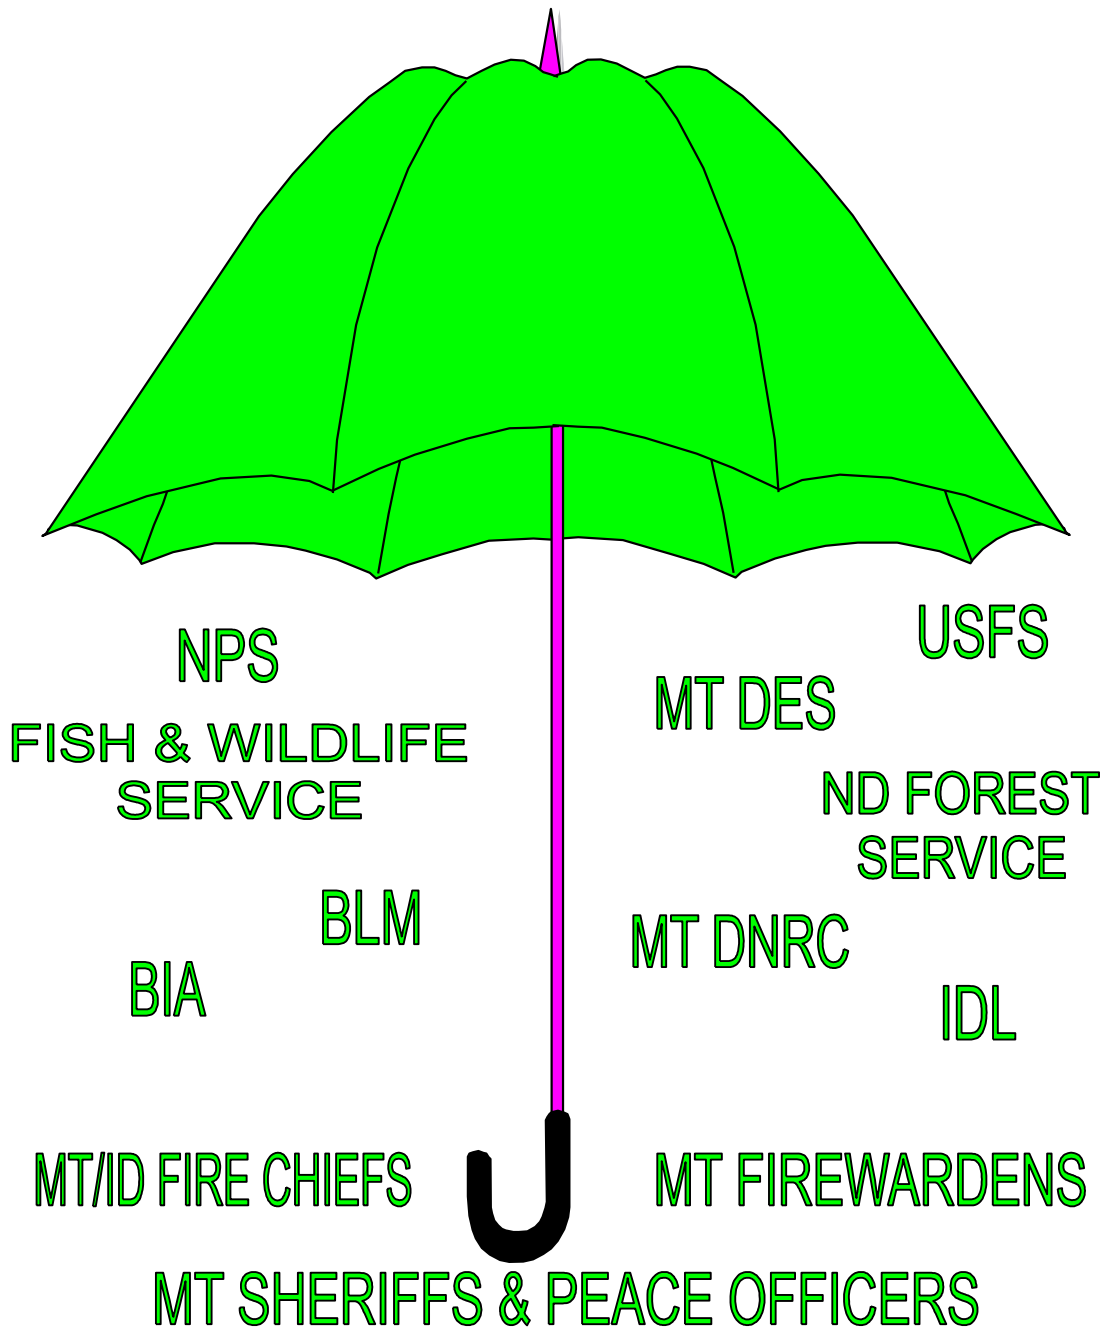 NPS
USFS
MT DES
FISH & WILDLIFE
SERVICE
ND FOREST
SERVICE
BLM
MT DNRC
BIA
IDL
MT/ID FIRE CHIEFS
MT FIREWARDENS
MT SHERIFFS & PEACE OFFICERS